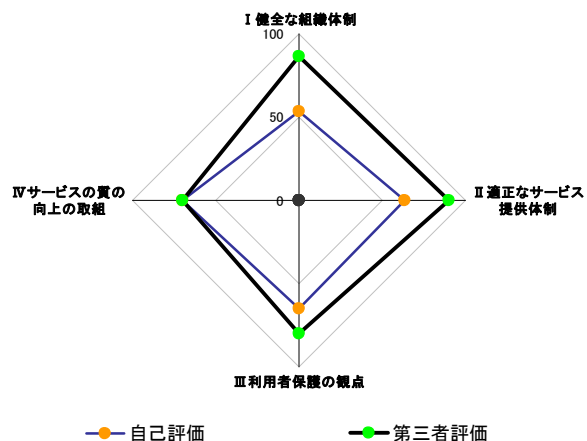 Ⅰ健全な組織体制
100
50
0
Ⅳサービスの質の
向上の取組
Ⅱ適正なサービス
提供体制
Ⅲ利用者保護の観点
自己評価
第三者評価